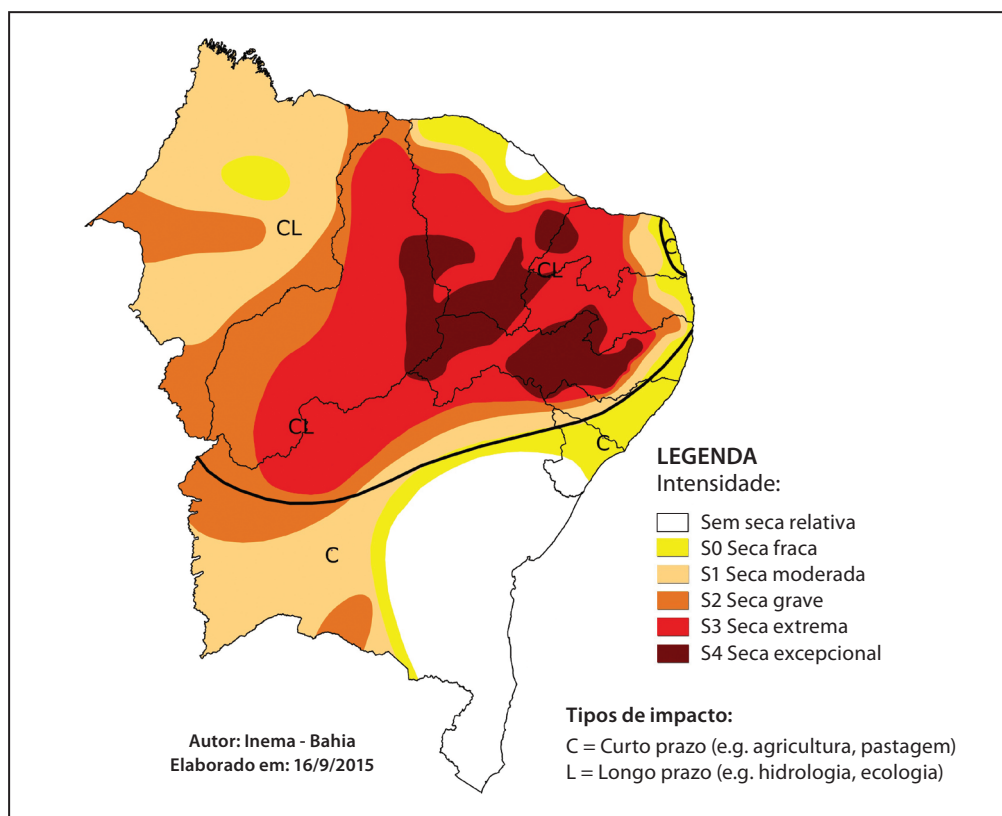 CL
C
CL
CL
C
C
LEGENDA
Intensidade:
Sem seca relativa
S0 Seca fraca
S1 Seca moderada
S2 Seca grave
S3 Seca extrema
S4 Seca excepcional
Tipos de impacto:
C = Curto prazo (e.g. agricultura, pastagem)
L = Longo prazo (e.g. hidrologia, ecologia)
Autor: Inema - Bahia
Elaborado em: 16/9/2015